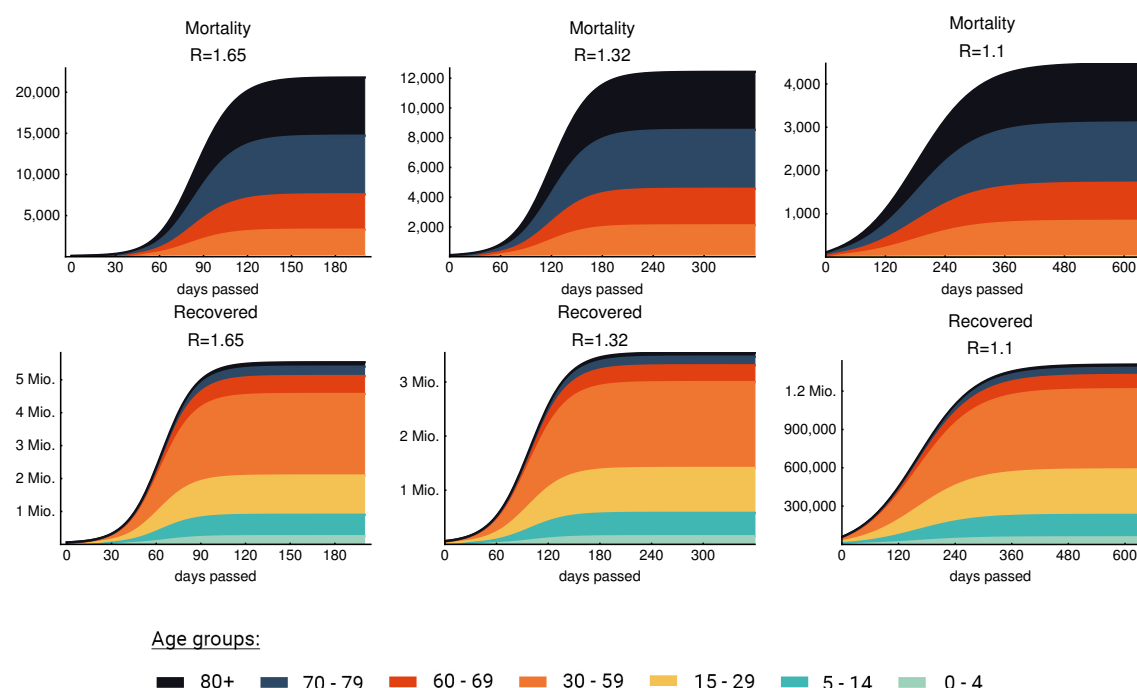 Mortality
R=1.65
20,000
15,000
10,000
5,000
0 30 60 90 120 150 180
days passed
Mortality
R=1.32
12,000
10,000
8,000
6,000
4,000
2,000
0 60 120 180 240 300
days passed
Mortality
R=1.1
4,000
3,000
2,000
1,000
0 120 240 360 480 600
days passed
Recovered
R=1.65
5 Mio.
4 Mio.
3 Mio.
2 Mio.
1 Mio.
0 30 60 90 120 150 180
days passed
Recovered
R=1.32
3 Mio.
2 Mio.
1 Mio.
0 60 120 180 240 300
days passed
Recovered
R=1.1
1.2 Mio.
900,000
600,000
300,000
0 120 240 360 480 600
days passed
Age groups:
80+ 70 - 79 60 - 69 30 - 59 15 - 29 5 - 14 0 - 4